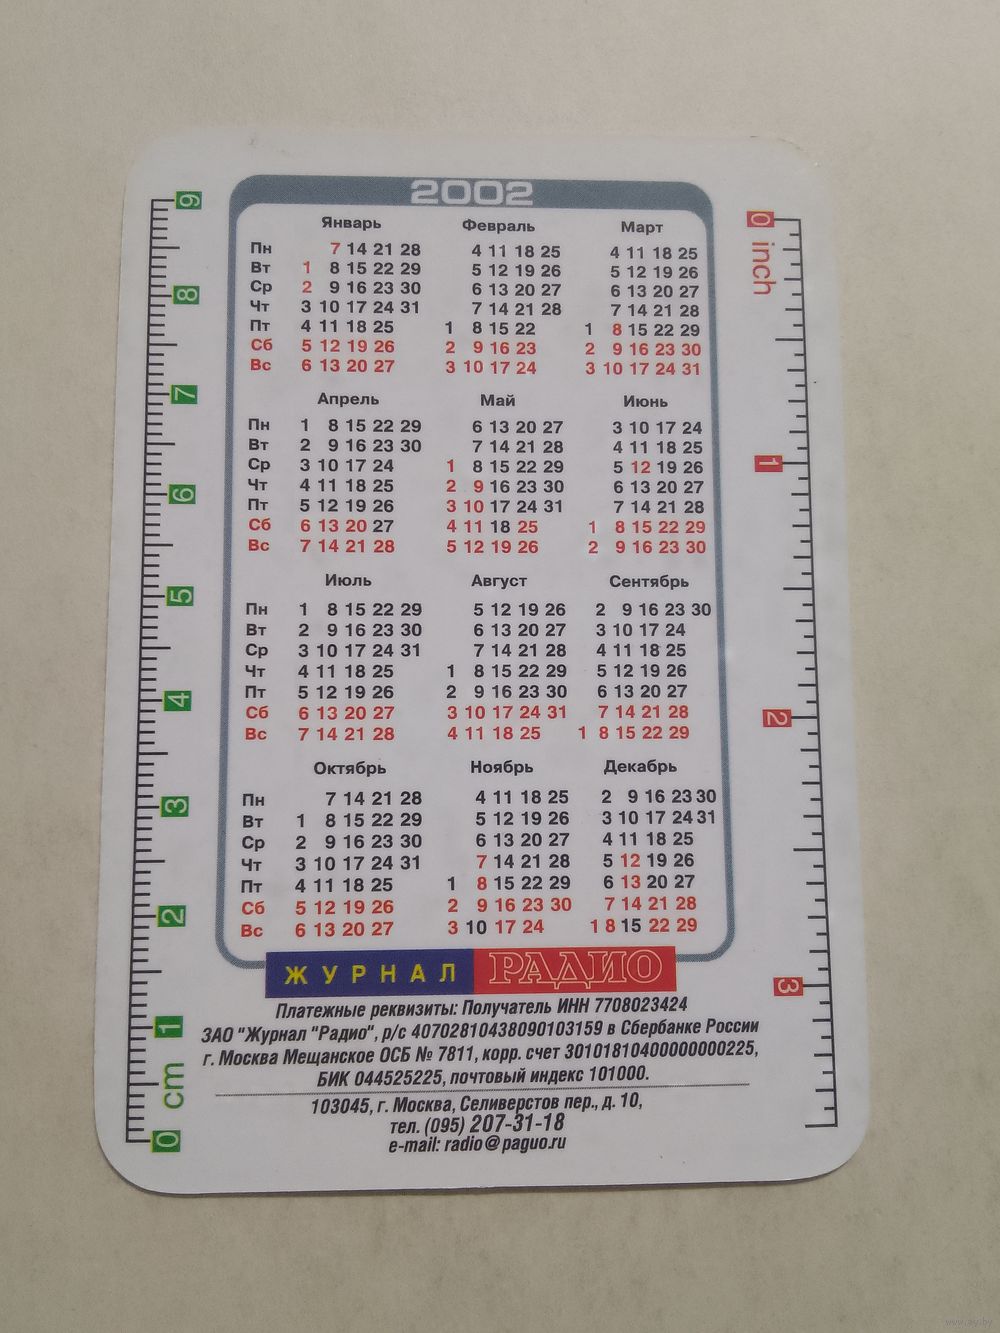 2002
Январь Февраль Март
Пн 7 14 21 28 4 11 18 25 4 11 18 25
Вт 1 8 15 22 29 5 12 19 26 5 12 19 26
Ср 2 9 16 23 30 6 13 20 27 6 13 20 27
Чт 3 10 17 24 31 7 14 21 28 7 14 21 28
Пт 4 11 18 25 1 8 15 22 1 8 15 22 29
Сб 5 12 19 26 2 9 16 23 2 9 16 23 30
Вс 6 13 20 27 3 10 17 24 3 10 17 24 31
Апрель Май Июнь
Пн 1 8 15 22 29 6 13 20 27 3 10 17 24
Вт 2 9 16 23 30 7 14 21 28 4 11 18 25
Ср 3 10 17 24 1 8 15 22 29 5 12 19 26
Чт 4 11 18 25 2 9 16 23 30 6 13 20 27
Пт 5 12 19 26 3 10 17 24 31 7 14 21 28
Сб 6 13 20 27 4 11 18 25 1 8 15 22 29
Вс 7 14 21 28 5 12 19 26 2 9 16 23 30
Июль Август Сентябрь
Пн 1 8 15 22 29 5 12 19 26 2 9 16 23 30
Вт 2 9 16 23 30 6 13 20 27 3 10 17 24
Ср 3 10 17 24 31 7 14 21 28 4 11 18 25
Чт 4 11 18 25 1 8 15 22 29 5 12 19 26
Пт 5 12 19 26 2 9 16 23 30 6 13 20 27
Сб 6 13 20 27 3 10 17 24 31 7 14 21 28
Вс 7 14 21 28 4 11 18 25 1 8 15 22 29
Октябрь Ноябрь Декабрь
Пн 7 14 21 28 4 11 18 25 2 9 16 23 30
Вт 1 8 15 22 29 5 12 19 26 3 10 17 24 31
Ср 2 9 16 23 30 6 13 20 27 4 11 18 25
Чт 3 10 17 24 31 7 14 21 28 5 12 19 26
Пт 4 11 18 25 1 8 15 22 29 6 13 20 27
Сб 5 12 19 26 2 9 16 23 30 7 14 21 28
Вс 6 13 20 27 3 10 17 24 1 8 15 22 29
ЖУРНАЛ РАДИО
Платежные реквизиты: Получатель ИНН 7708023424
ЗАО "Журнал "Радио", р/с 40702810438090103159 в Сбербанке России
г. Москва Мещанское ОСБ № 7811, корр. счет 30101810400000000225,
БИК 044525225, почтовый индекс 101000.
103045, г. Москва, Селиверстов пер., д. 10,
тел. (095) 207-31-18
e-mail: radio@paguo.ru
0 cm 1 2 3 4 5 6 7 8 9
0 inch 1 2 3
www.ay.by